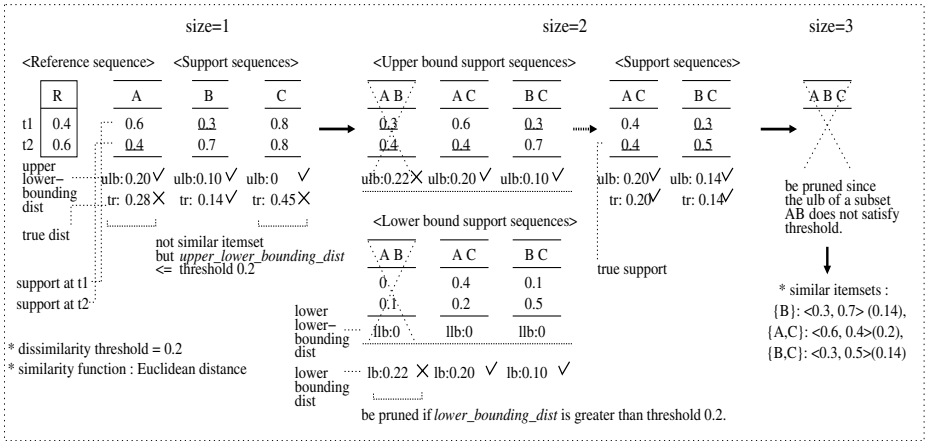 size=1
size=2
size=3
<Reference sequence>
<Support sequences>
<Upper bound support sequences>
<Support sequences>
R A B C A B A C B C A C B C A B C
t1 0.4 0.6 0.3 0.8 0.3 0.6 0.3 0.4 0.3
t2 0.6 0.4 0.7 0.8 0.4 0.4 0.7 0.4 0.5
upper
lower-
bounding
dist
ulb:0.20 ulb:0.10 ulb:0 ulb:0.22 ulb:0.20 ulb:0.10 ulb:0.20 ulb:0.14
tr: 0.28 tr: 0.14 tr: 0.45 tr: 0.20 tr: 0.14
true dist
not similar itemset
but upper_lower_bounding_dist
<= threshold 0.2
support at t1
support at t2
<Lower bound support sequences>
A B A C B C
0. 0.4 0.1
0.1 0.2 0.5
lower
lower-
bounding
dist
llb:0 llb:0 llb:0
true support
be pruned since
the ulb of a subset
AB does not satisfy
threshold.
* similar itemsets :
{B}: <0.3, 0.7> (0.14),
{A,C}: <0.6, 0.4>(0.2),
{B,C}: <0.3, 0.5>(0.14)
* dissimilarity threshold = 0.2
* similarity function : Euclidean distance
lower
bounding
dist
lb:0.22 lb:0.20 lb:0.10
be pruned if lower_bounding_dist is greater than threshold 0.2.